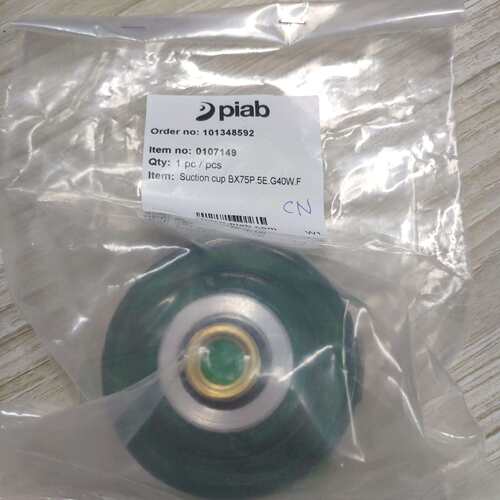 piab
Order no: 101348592
Item no: 0107149
Qty: 1 pc / pcs
Item: Suction cup BX75P.5E.G40W.F
CN